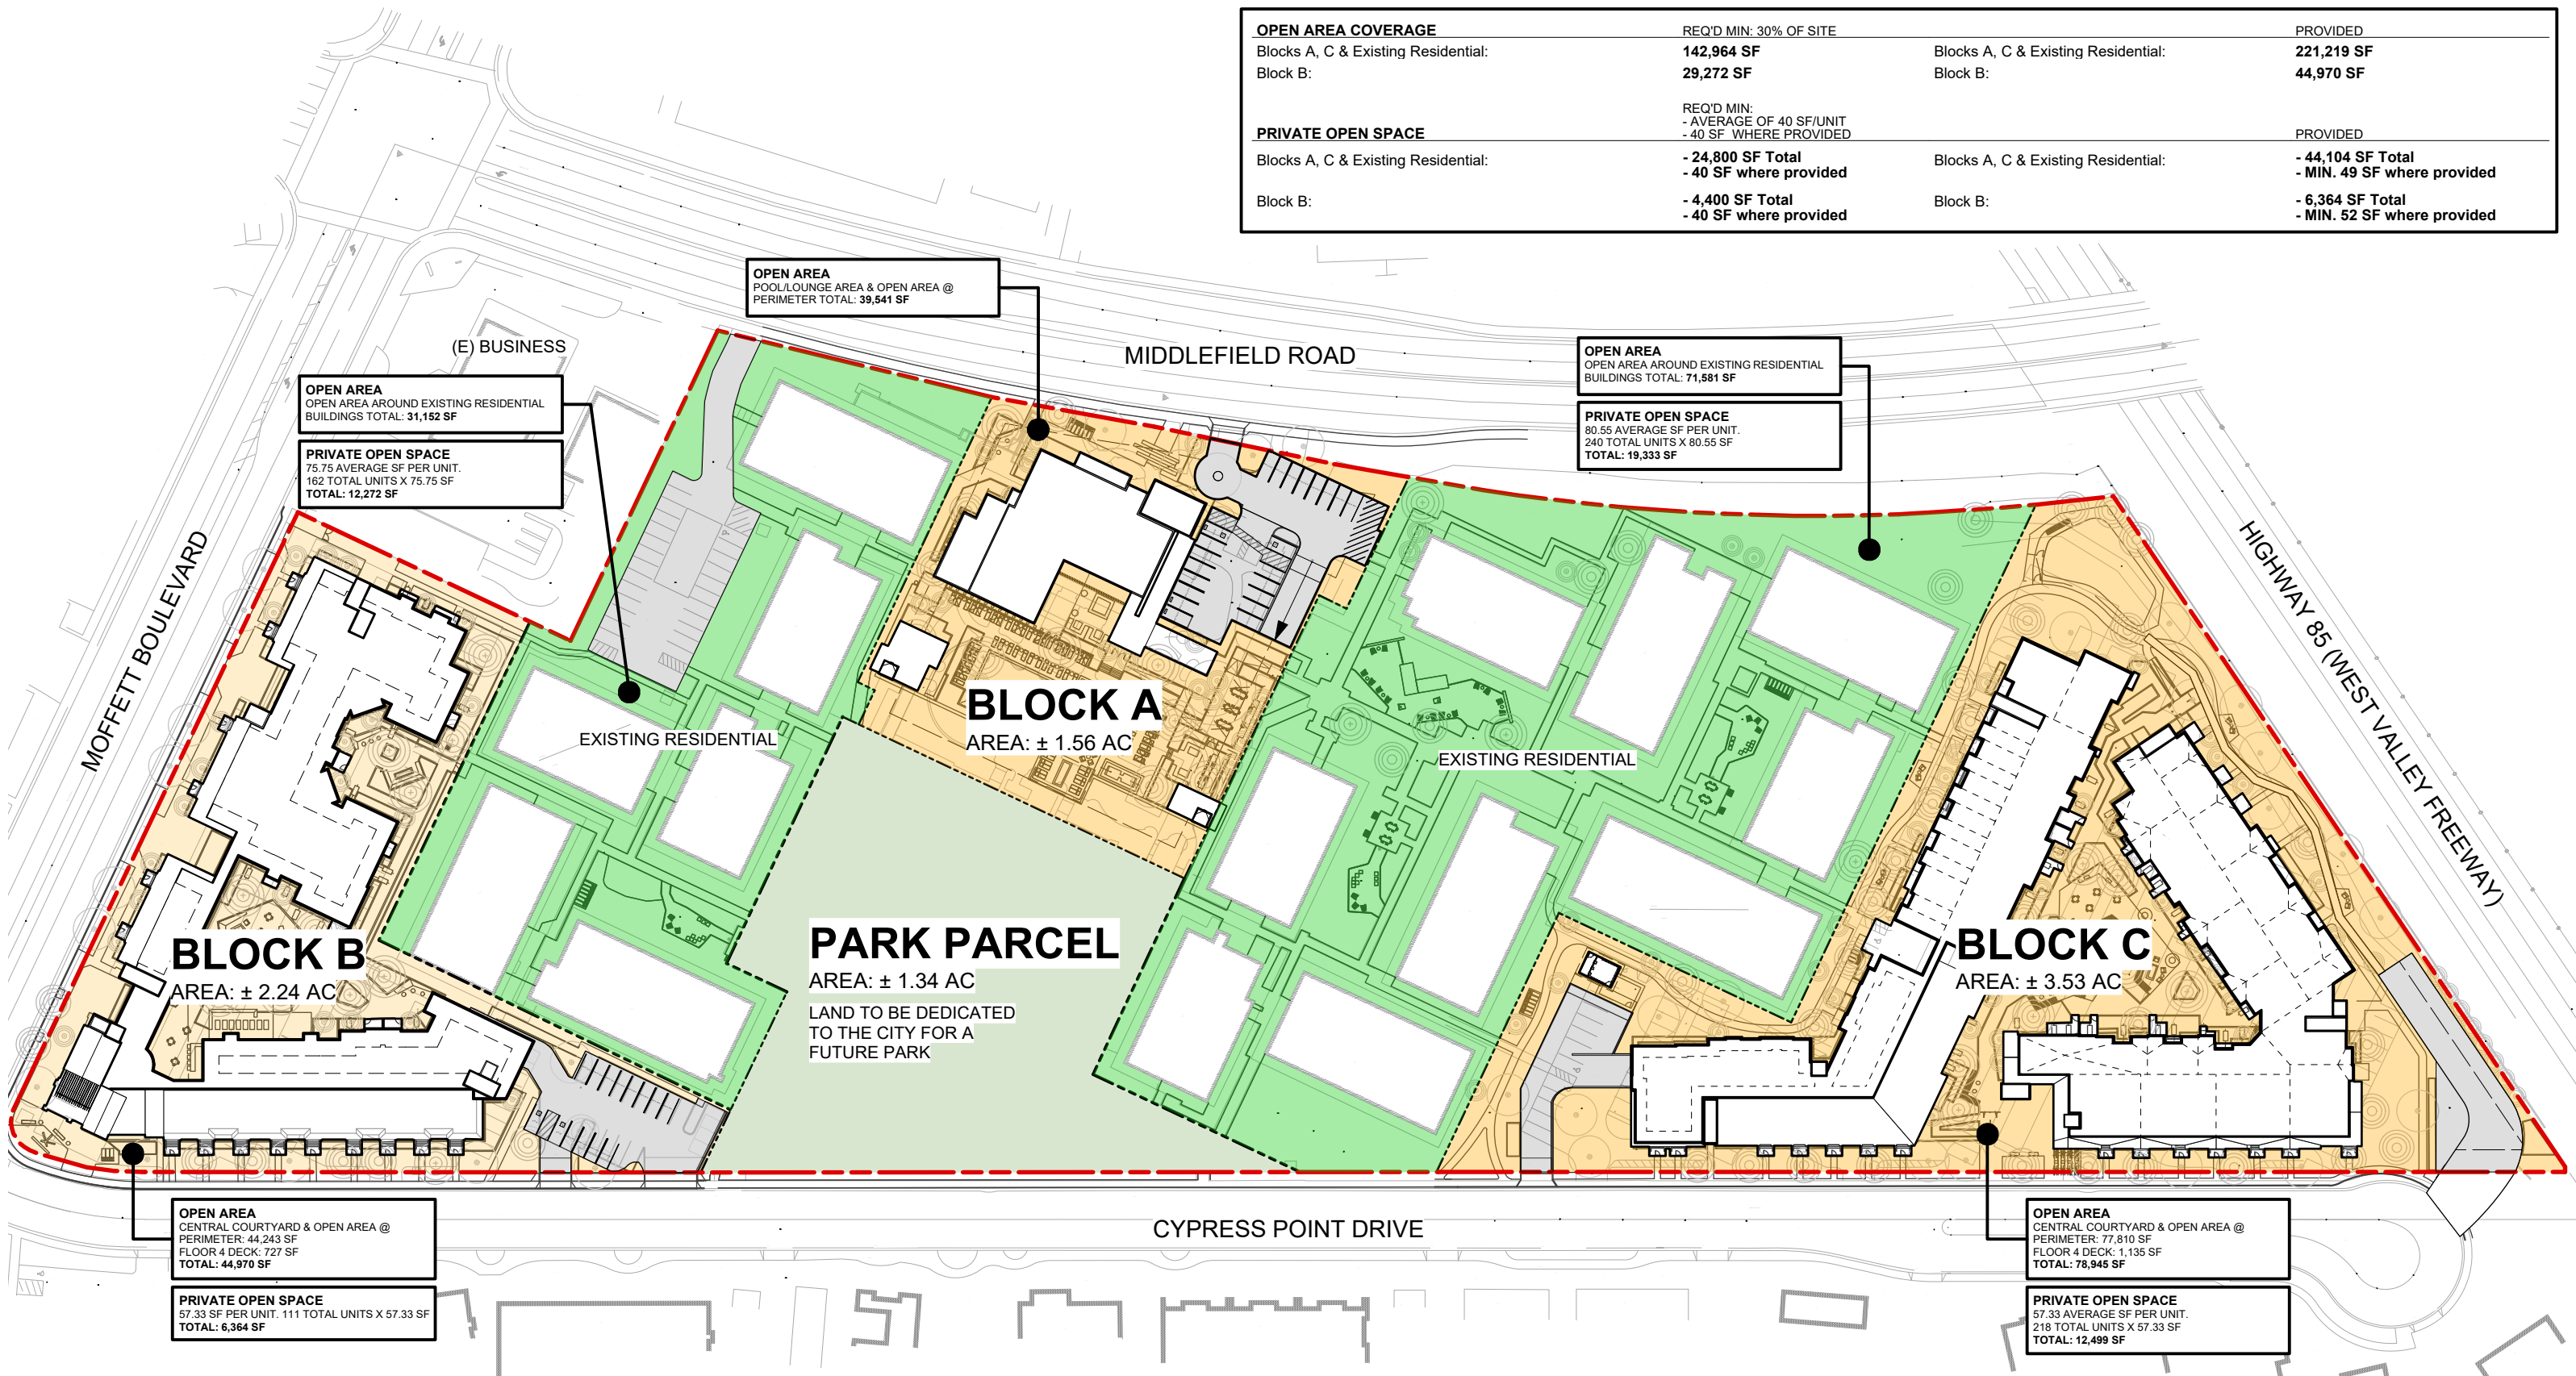 OPEN AREA COVERAGE REQ'D MIN: 30% OF SITE PROVIDED
Blocks A, C & Existing Residential: 142,964 SF Blocks A, C & Existing Residential: 221,219 SF
Block B: 29,272 SF Block B: 44,970 SF
REQ'D MIN:
- AVERAGE OF 40 SF/UNIT
PRIVATE OPEN SPACE - 40 SF WHERE PROVIDED PROVIDED
Blocks A, C & Existing Residential: - 24,800 SF Total Blocks A, C & Existing Residential: - 44,104 SF Total
- 40 SF where provided - MIN. 49 SF where provided
Block B: - 4,400 SF Total Block B: - 6,364 SF Total
- 40 SF where provided - MIN. 52 SF where provided
OPEN AREA
POOL/LOUNGE AREA & OPEN AREA @
PERIMETER TOTAL: 39,541 SF
(E) BUSINESS
MIDDLEFIELD ROAD
OPEN AREA
OPEN AREA AROUND EXISTING RESIDENTIAL
BUILDINGS TOTAL: 71,581 SF
OPEN AREA
OPEN AREA AROUND EXISTING RESIDENTIAL
BUILDINGS TOTAL: 31,152 SF
PRIVATE OPEN SPACE
80.55 AVERAGE SF PER UNIT.
240 TOTAL UNITS X 80.55 SF
TOTAL: 19,333 SF
PRIVATE OPEN SPACE
75.75 AVERAGE SF PER UNIT.
162 TOTAL UNITS X 75.75 SF
TOTAL: 12,272 SF
MOFFETT BOULEVARD
HIGHWAY 85 (WEST VALLEY FREEWAY)
BLOCK A
AREA: ± 1.56 AC
EXISTING RESIDENTIAL
EXISTING RESIDENTIAL
BLOCK B
AREA: ± 2.24 AC
PARK PARCEL
AREA: ± 1.34 AC
LAND TO BE DEDICATED
TO THE CITY FOR A
FUTURE PARK
BLOCK C
AREA: ± 3.53 AC
CYPRESS POINT DRIVE
OPEN AREA
CENTRAL COURTYARD & OPEN AREA @
PERIMETER: 44,243 SF
FLOOR 4 DECK: 727 SF
TOTAL: 44,970 SF
PRIVATE OPEN SPACE
57.33 SF PER UNIT. 111 TOTAL UNITS X 57.33 SF
TOTAL: 6,364 SF
OPEN AREA
CENTRAL COURTYARD & OPEN AREA @
PERIMETER: 77,810 SF
FLOOR 4 DECK: 1,135 SF
TOTAL: 78,945 SF
PRIVATE OPEN SPACE
57.33 AVERAGE SF PER UNIT.
218 TOTAL UNITS X 57.33 SF
TOTAL: 12,499 SF